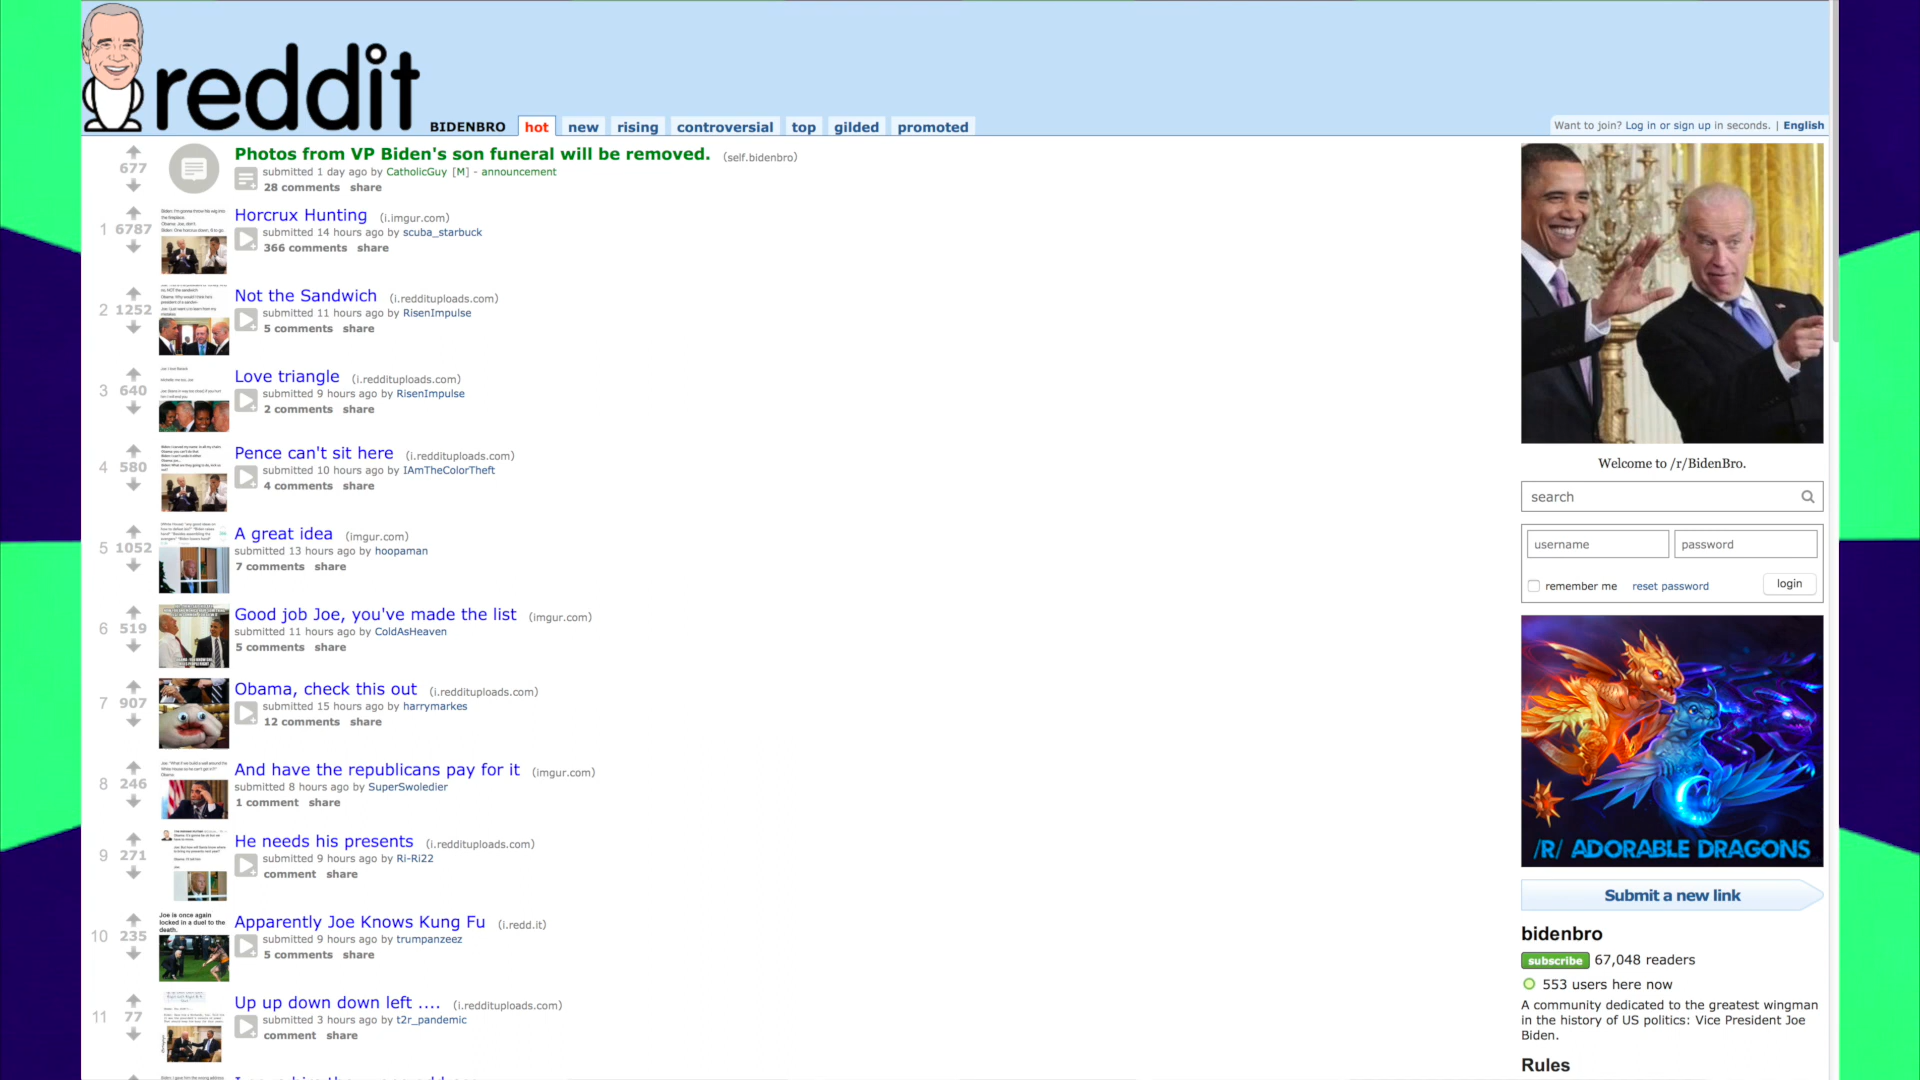 reddit
BIDENBRO hot new rising controversial top gilded promoted
Want to join? Log in or sign up in seconds. | English
Photos from VP Biden's son funeral will be removed. (self.bidenbro)
677
submitted 1 day ago by CatholicGuy [M] - announcement
28 comments share
Horcrux Hunting (i.imgur.com)
1 6787
submitted 14 hours ago by scuba_starbuck
366 comments share
Not the Sandwich (i.reddituploads.com)
2 1252
submitted 11 hours ago by RisenImpulse
5 comments share
Love triangle (i.reddituploads.com)
3 640
submitted 9 hours ago by RisenImpulse
2 comments share
Pence can't sit here (i.reddituploads.com)
4 580
submitted 10 hours ago by IAmTheColorTheft
4 comments share
A great idea (imgur.com)
5 1052
submitted 13 hours ago by hoopaman
7 comments share
Good job Joe, you've made the list (imgur.com)
6 519
submitted 11 hours ago by ColdAsHeaven
5 comments share
Obama, check this out (i.reddituploads.com)
7 907
submitted 15 hours ago by harrymarkes
12 comments share
And have the republicans pay for it (imgur.com)
8 246
submitted 8 hours ago by SuperSwoledier
1 comment share
He needs his presents (i.reddituploads.com)
9 271
submitted 9 hours ago by Ri-Ri22
comment share
Joe is once again
locked in a duel to the
death.
Apparently Joe Knows Kung Fu (i.redd.it)
10 235
submitted 9 hours ago by trumpanzeez
5 comments share
Up up down down left .... (i.reddituploads.com)
11 77
submitted 3 hours ago by t2r_pandemic
comment share
Welcome to /r/BidenBro.
search
username password
remember me reset password login
/R/ ADORABLE DRAGONS
Submit a new link
bidenbro
subscribe 67,048 readers
553 users here now
A community dedicated to the greatest wingman
in the history of US politics: Vice President Joe
Biden.
Rules